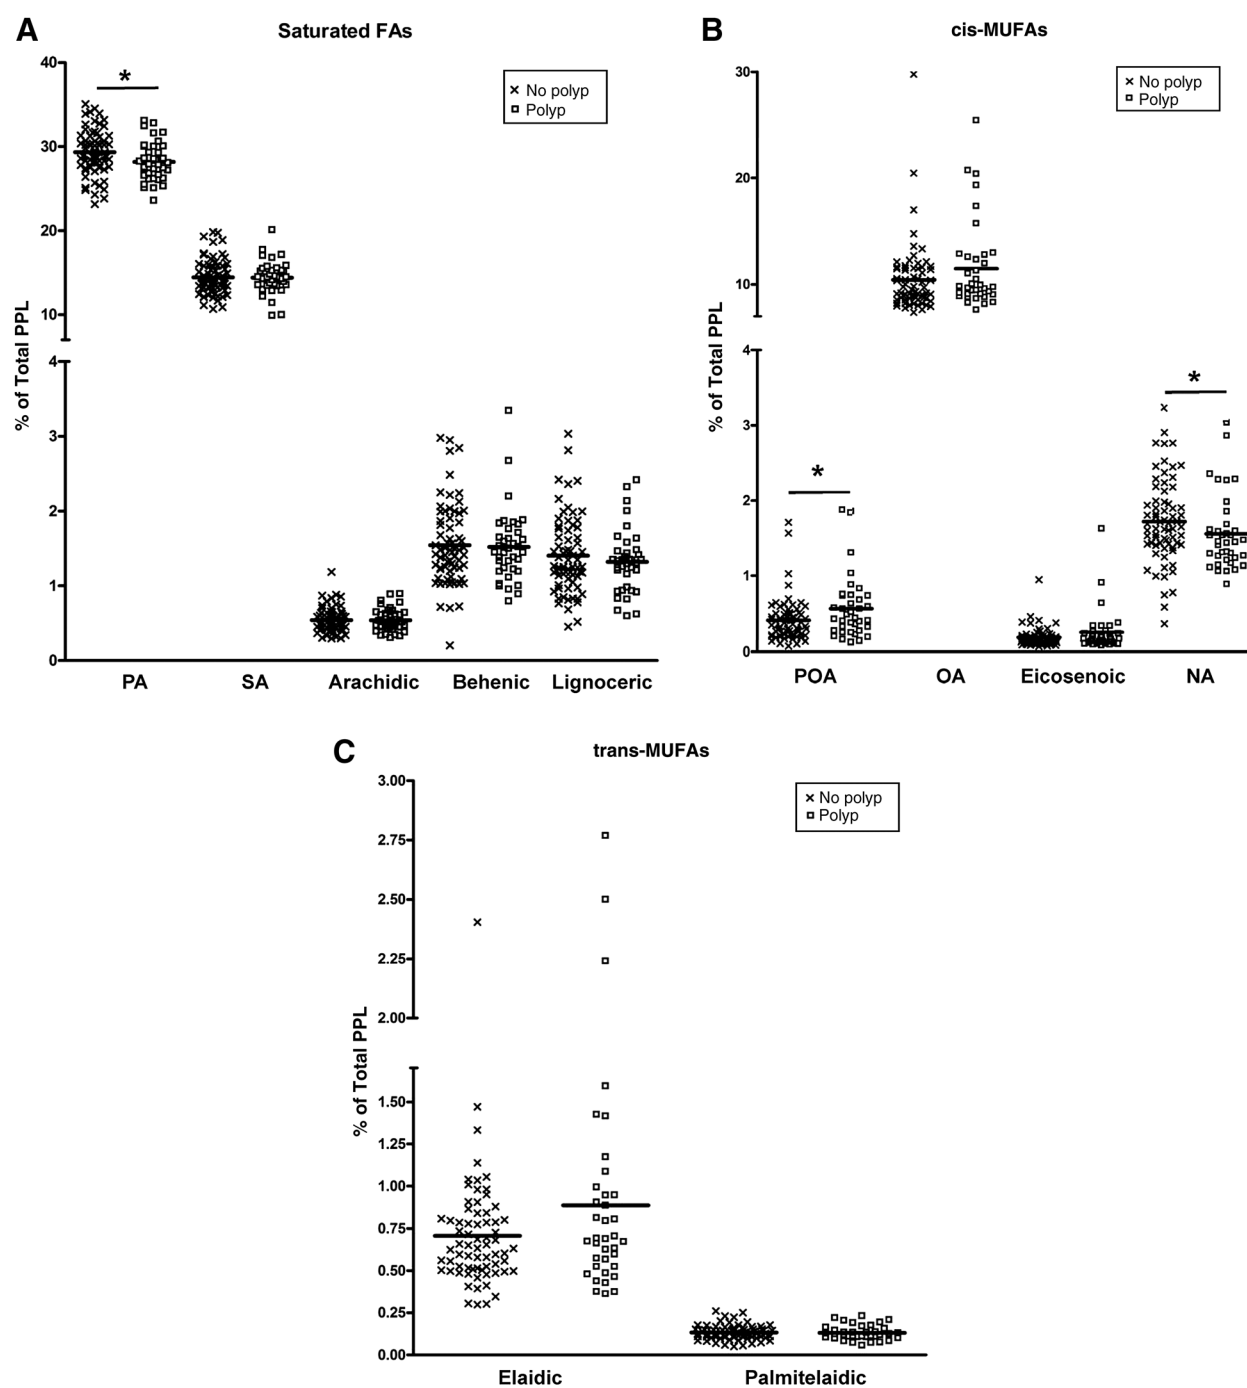 A
Saturated FAs
% of Total PPL
40
30
20
10
4
3
2
1
0
*
No polyp
Polyp
PA SA Arachidic Behenic Lignoceric
B
cis-MUFAs
% of Total PPL
30
20
10
4
3
2
1
0
*
*
No polyp
Polyp
POA OA Eicosenoic NA
C
trans-MUFAs
% of Total PPL
3.00
2.75
2.50
2.25
2.00
1.50
1.25
1.00
0.75
0.50
0.25
0.00
No polyp
Polyp
Elaidic Palmitelaidic